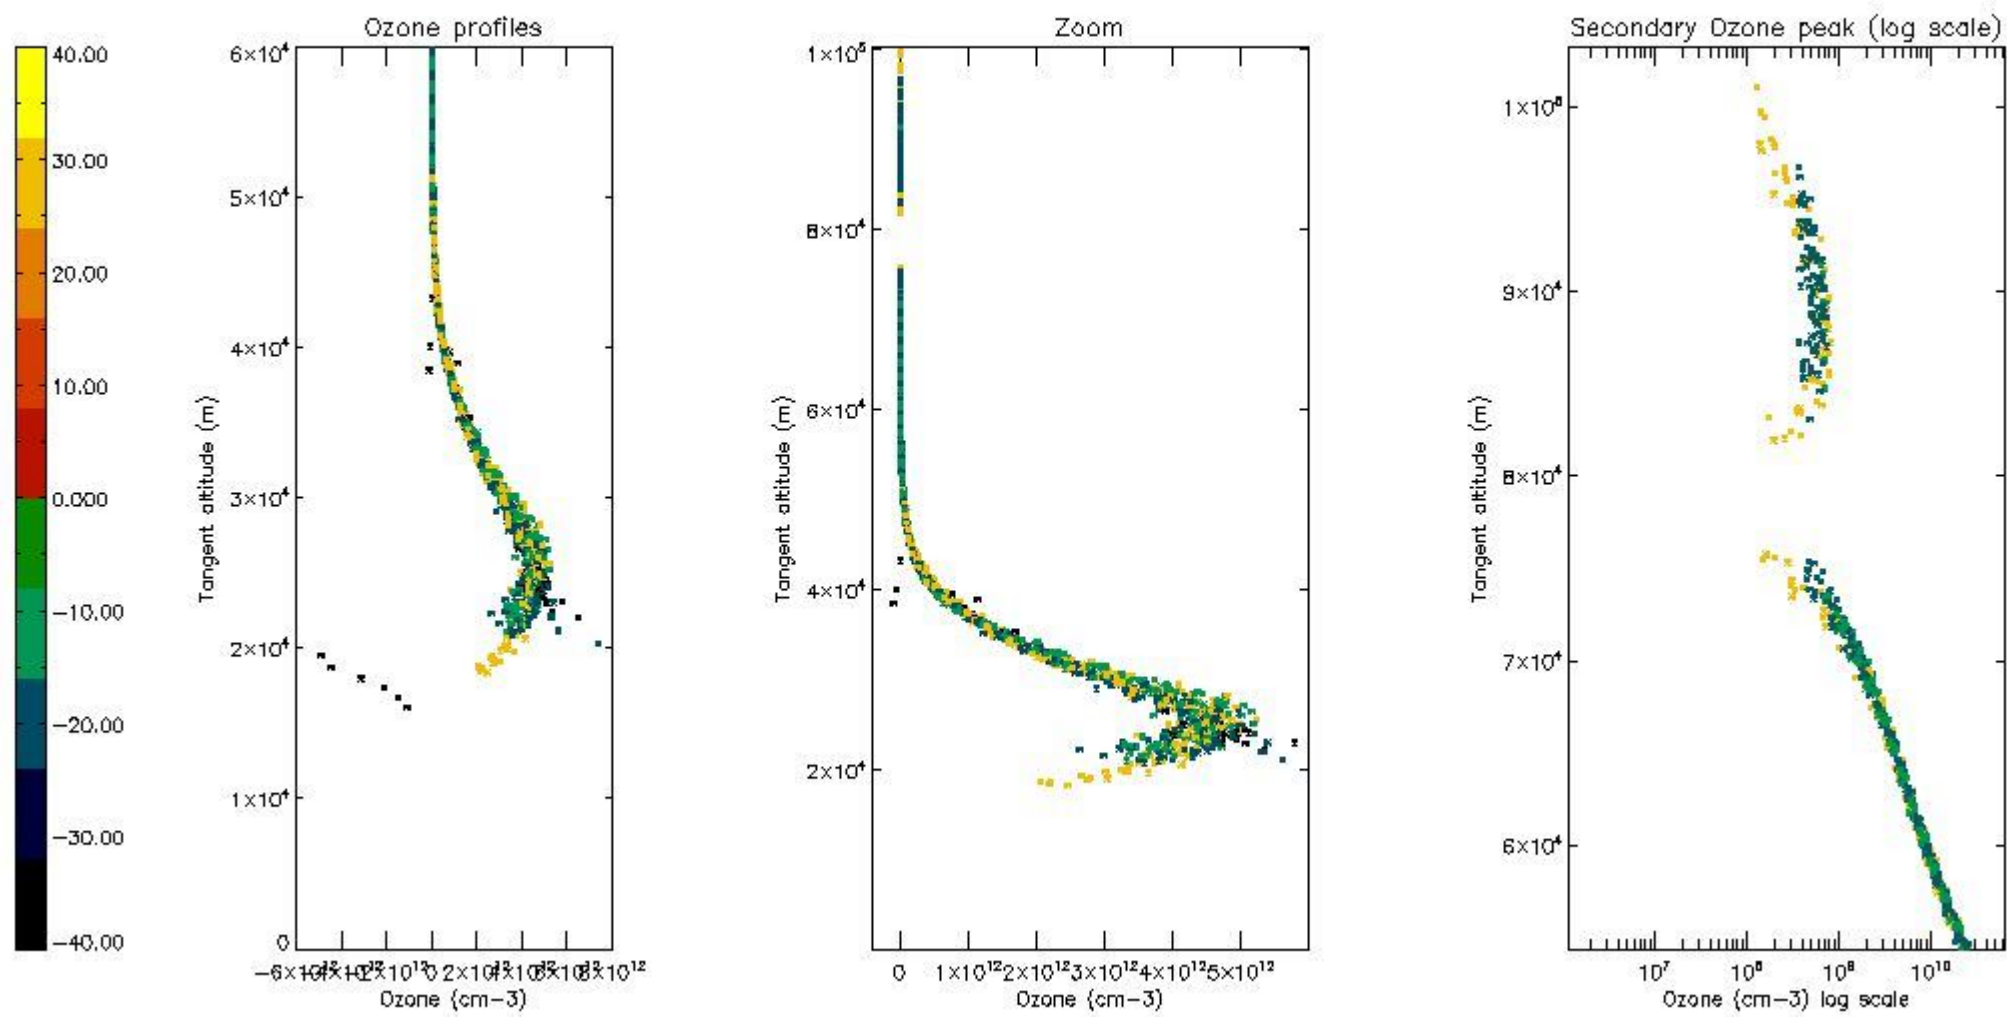 Ozone profiles
Zoom
Secondary Ozone peak (log scale)
40.00
30.00
20.00
10.00
-10.00
-20.00
-30.00
-40.00
6×10⁴
5×10⁴
4×10⁴
3×10⁴
2×10⁴
1×10⁴
0
Tangent altitude (m)
8×10¹²
Ozone (cm-3)
1×10⁵
8×10⁴
6×10⁴
4×10⁴
2×10⁴
Tangent altitude (m)
0 1×10¹² 2×10¹² 3×10¹² 4×10¹² 5×10¹²
Ozone (cm-3)
9×10⁴
8×10⁴
7×10⁴
6×10⁴
Tangent altitude (m)
10⁷ 10⁸ 10⁹ 10¹⁰
Ozone (cm-3) log scale